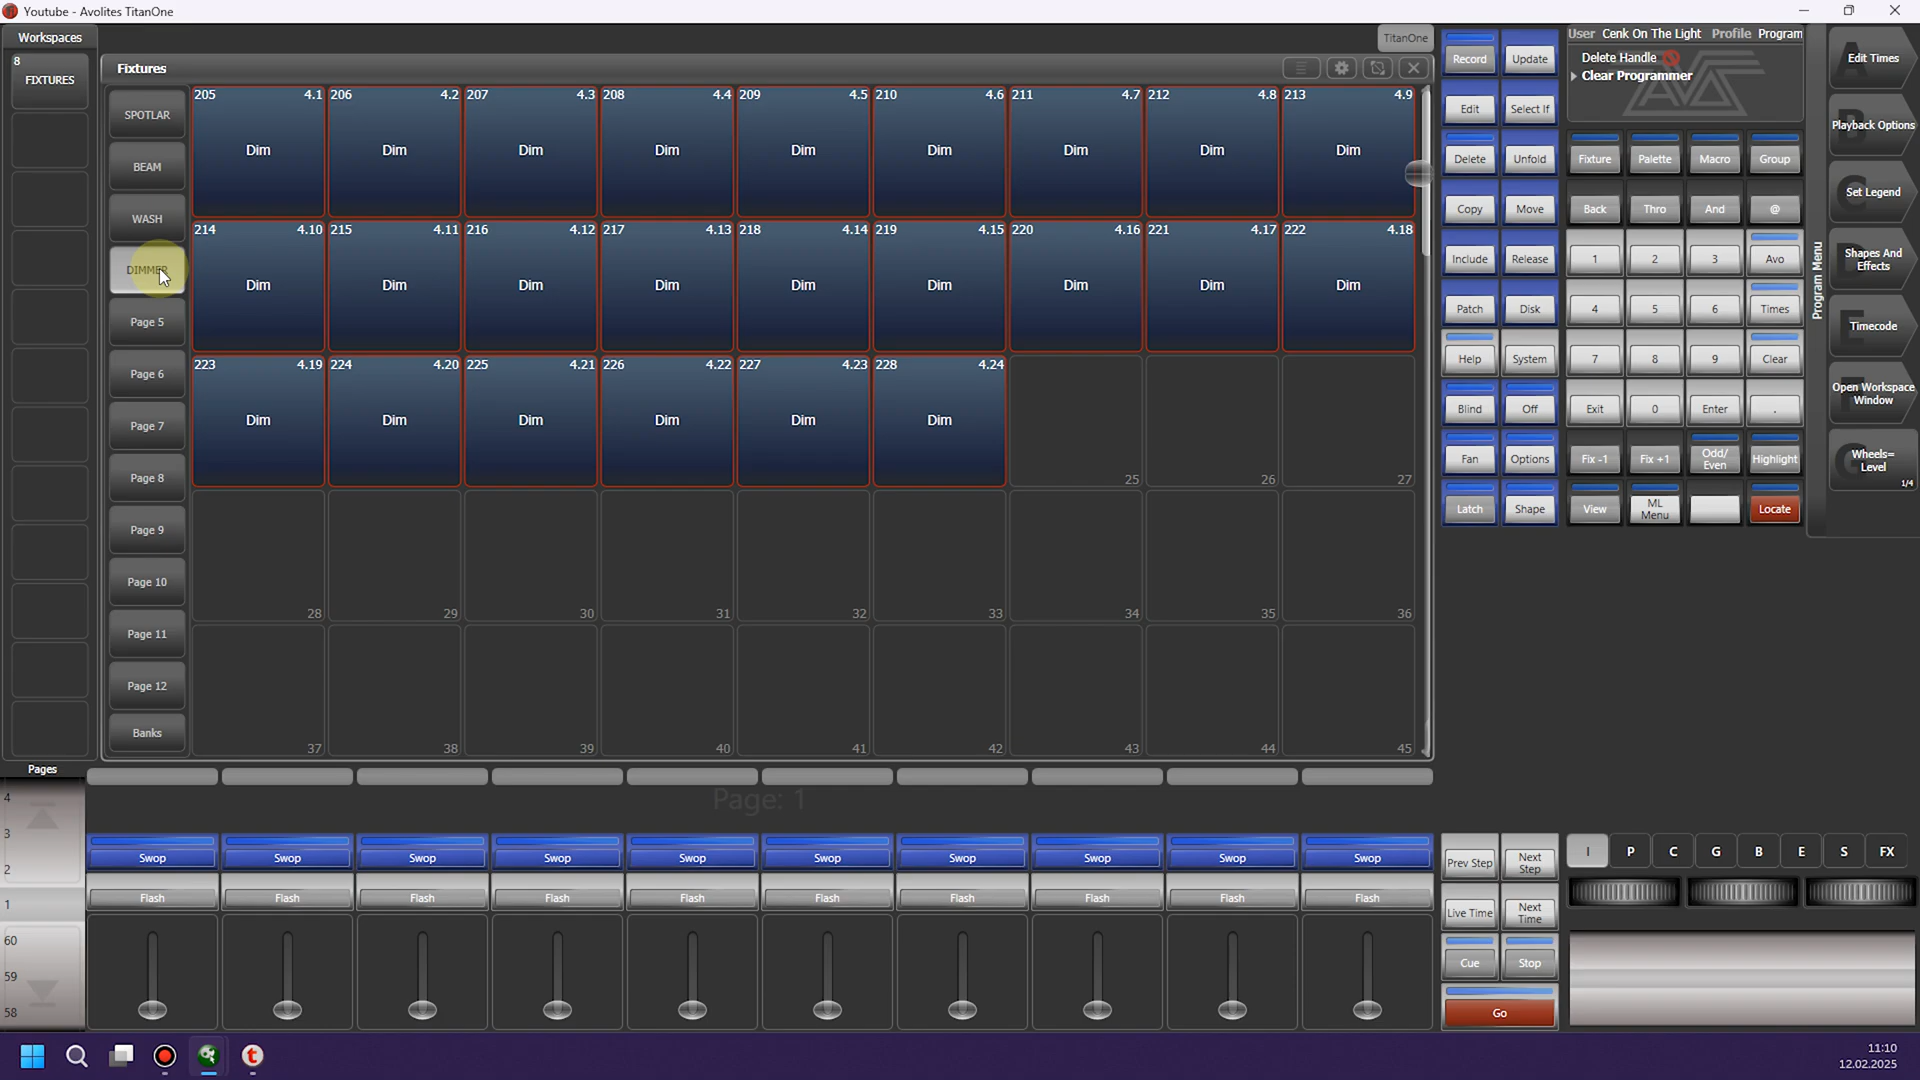 Youtube - Avolites TitanOne
Workspaces
8
FIXTURES
Fixtures
TitanOne
SPOTLAR
BEAM
WASH
DIMMER
Page 5
Page 6
Page 7
Page 8
Page 9
Page 10
Page 11
Page 12
Banks
205 4.1 206 4.2 207 4.3 208 4.4 209 4.5 210 4.6 211 4.7 212 4.8 213 4.9
Dim Dim Dim Dim Dim Dim Dim Dim Dim
214 4.10 215 4.11 216 4.12 217 4.13 218 4.14 219 4.15 220 4.16 221 4.17 222 4.18
Dim Dim Dim Dim Dim Dim Dim Dim Dim
223 4.19 224 4.20 225 4.21 226 4.22 227 4.23 228 4.24
Dim Dim Dim Dim Dim Dim
25 26 27
28 29 30 31 32 33 34 35 36
37 38 39 40 41 42 43 44 45
Record Update
Edit Select If
Delete Unfold
Copy Move
Include Release
Patch Disk
Help System
Blind Off
Fan Options
Latch Shape
User Cenk On The Light Profile Program
Delete Handle
Clear Programmer
Fixture Palette Macro Group
Back Thro And @
1 2 3 Avo
4 5 6 Times
7 8 9 Clear
Exit 0 Enter .
Fix -1 Fix +1 Odd/
Even Highlight
View ML
Menu Locate
Program Menu
A
Edit Times
B
Playback Options
C
Set Legend
D
Shapes And
Effects
E
Timecode
F
Open Workspace
Window
G
Wheels=
Level
1/4
Pages
4
3
2
1
60
59
58
Page: 1
Swop Swop Swop Swop Swop Swop Swop Swop Swop Swop
Flash Flash Flash Flash Flash Flash Flash Flash Flash Flash
Prev Step Next
Step
Live Time Next
Time
Cue Stop
Go
I P C G B E S FX
11:10
12.02.2025